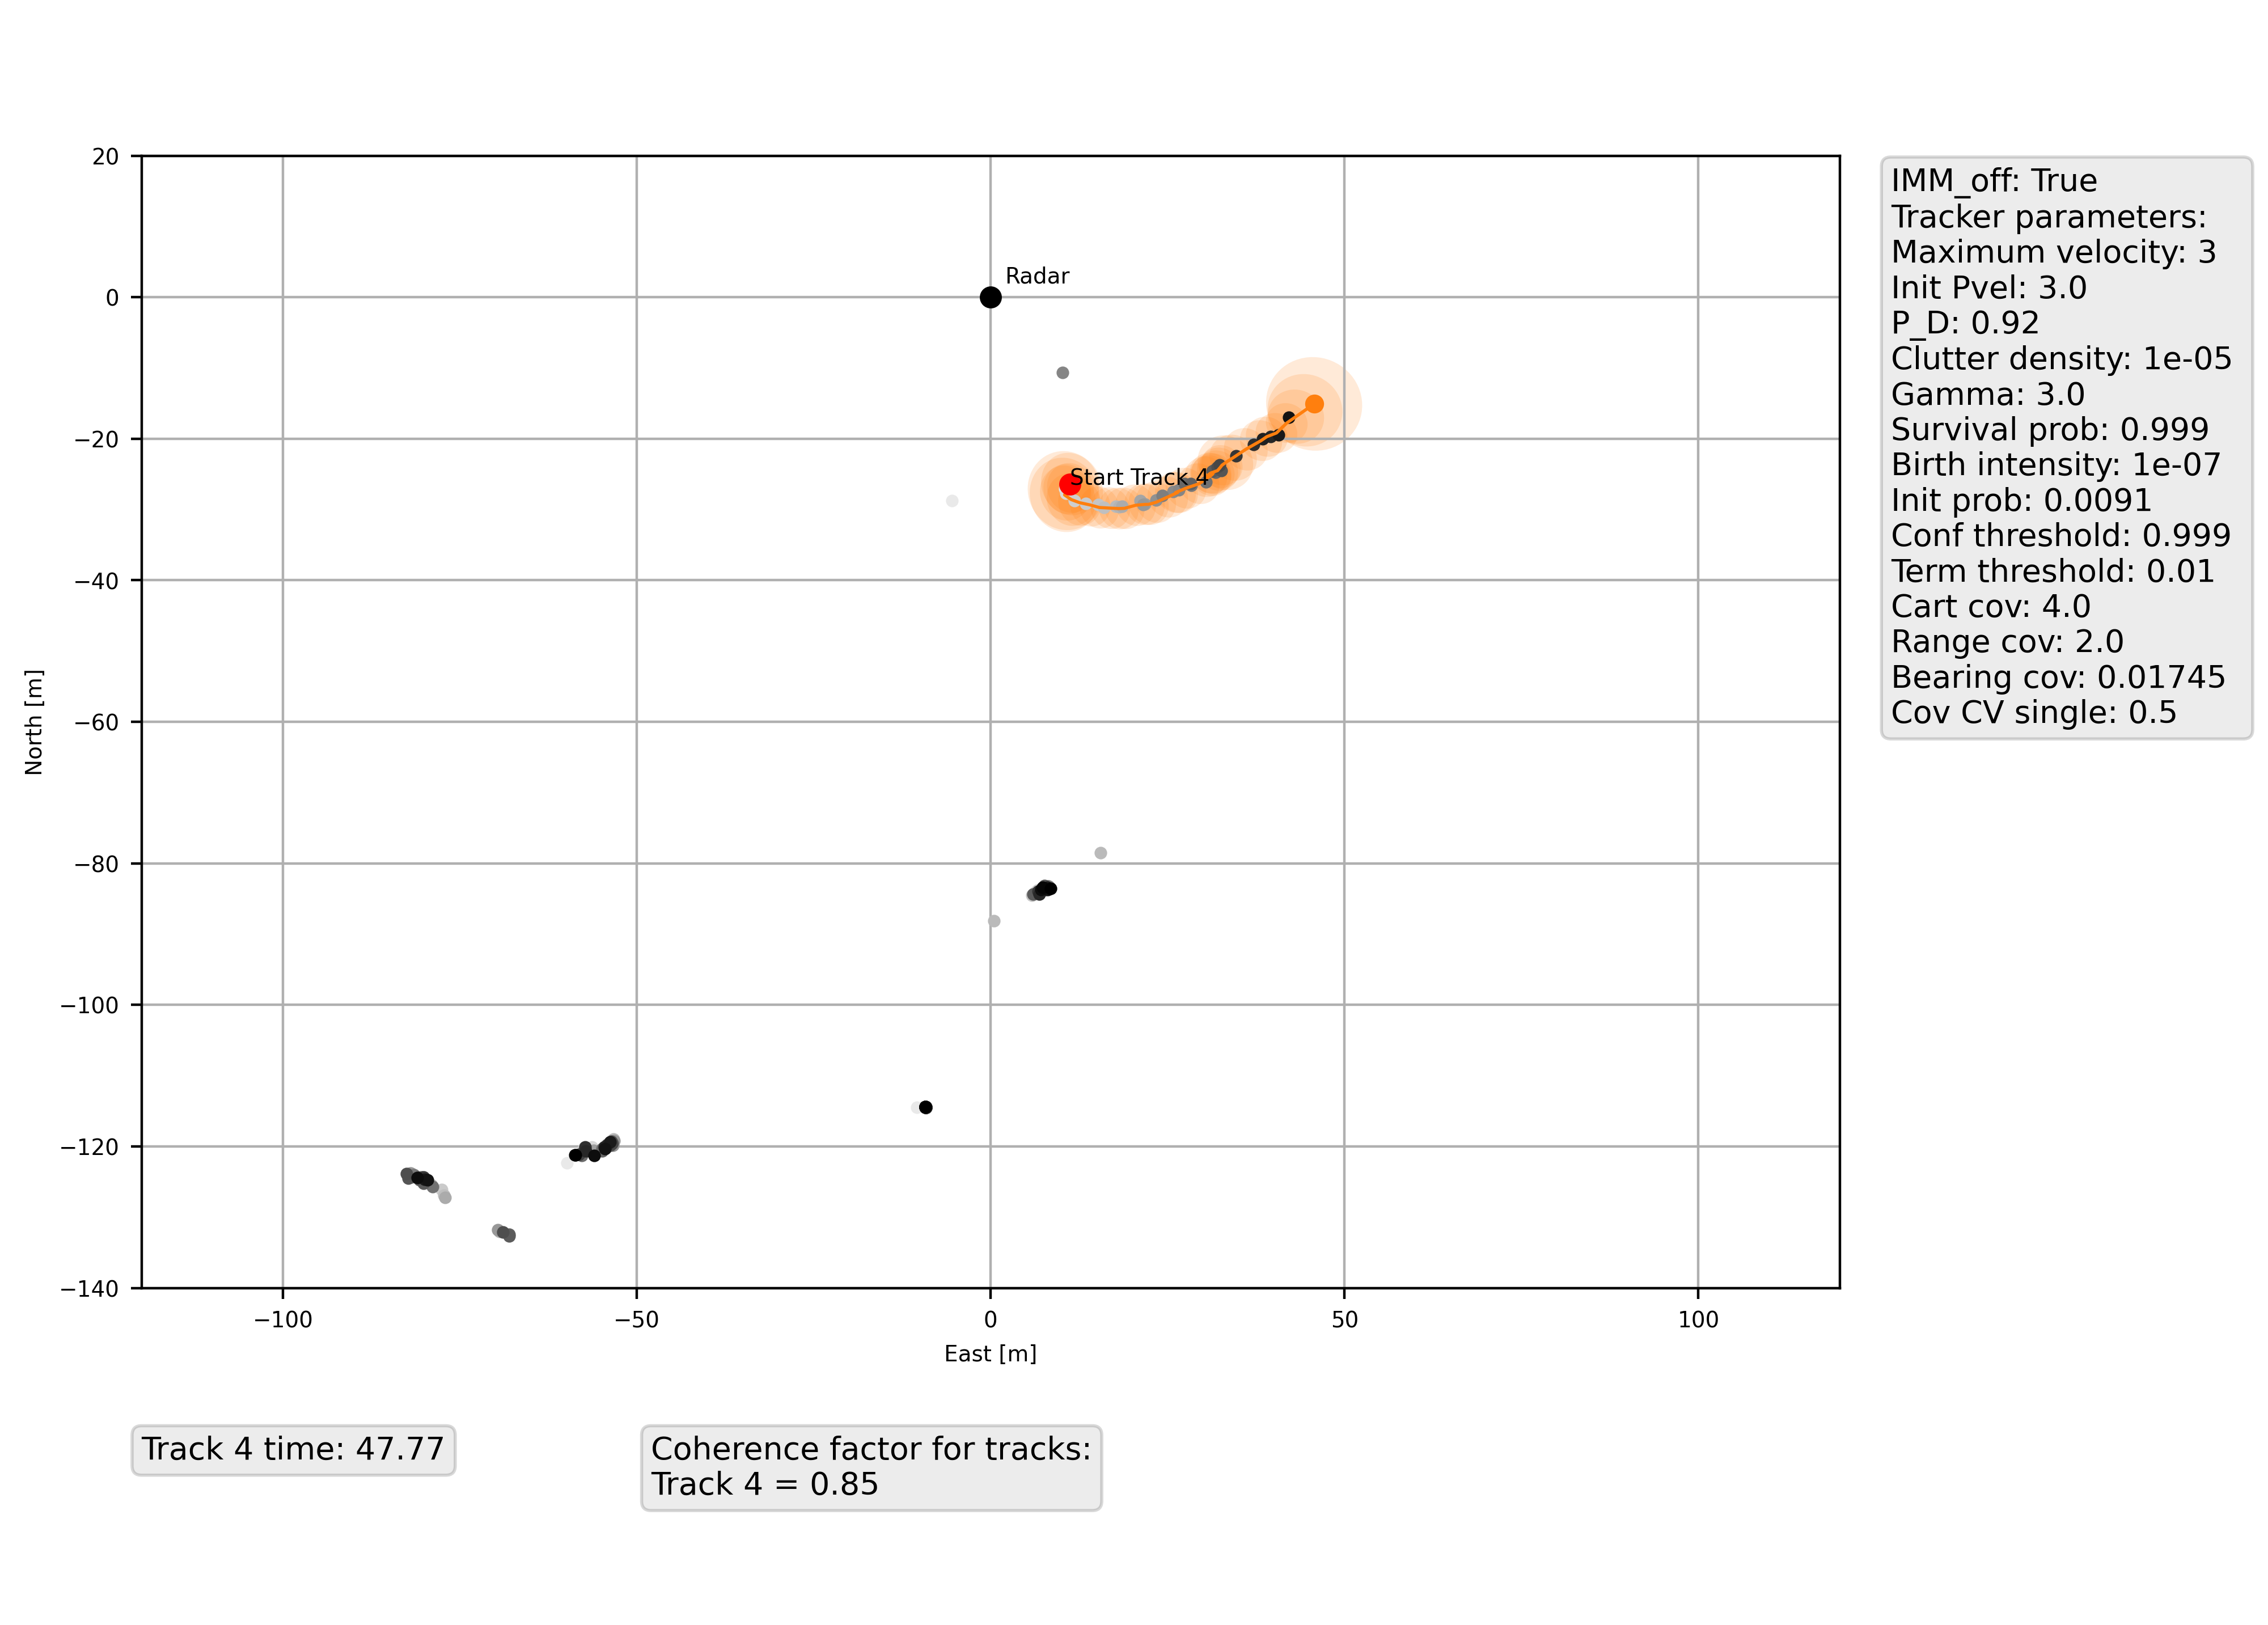 20
0
−20
−40
−60
−80
−100
−120
−140
North [m]
Radar
Start Track 4
−100
−50
0
50
100
East [m]
IMM_off: True
Tracker parameters:
Maximum velocity: 3
Init Pvel: 3.0
P_D: 0.92
Clutter density: 1e-05
Gamma: 3.0
Survival prob: 0.999
Birth intensity: 1e-07
Init prob: 0.0091
Conf threshold: 0.999
Term threshold: 0.01
Cart cov: 4.0
Range cov: 2.0
Bearing cov: 0.01745
Cov CV single: 0.5
Track 4 time: 47.77
Coherence factor for tracks:
Track 4 = 0.85